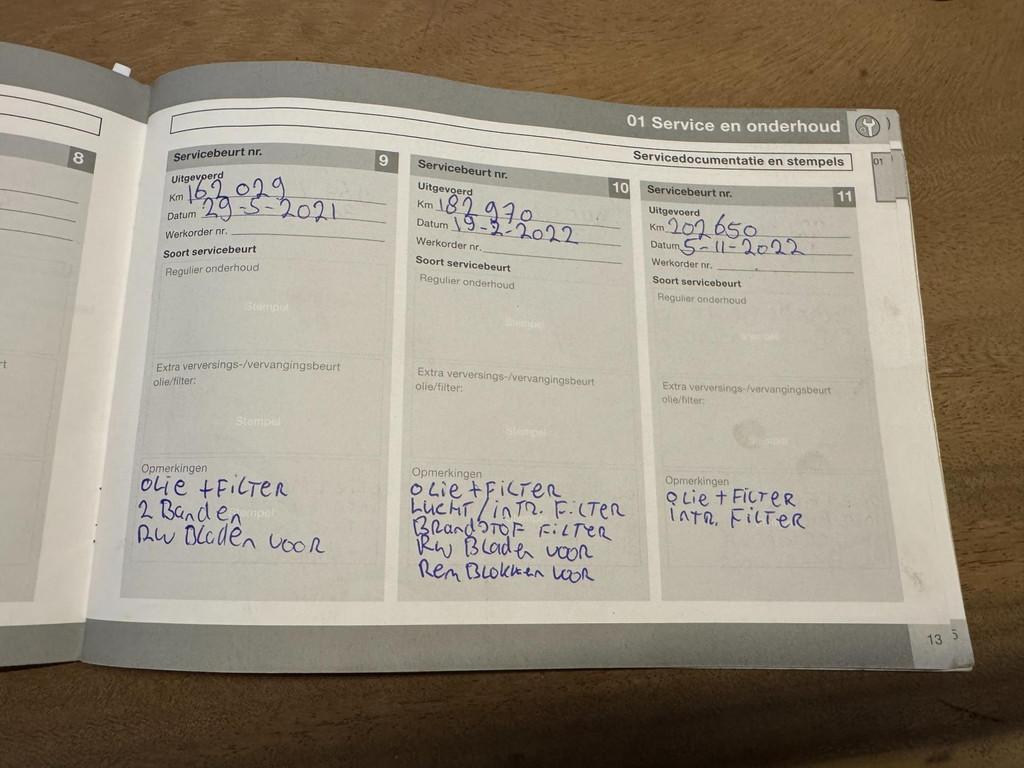 01 Service en onderhoud
Servicedocumentatie en stempels
01
8
Servicebeurt nr. 9
Uitgevoerd
Km 162 029
Datum 29-5-2021
Werkorder nr.
Soort servicebeurt
Regulier onderhoud
Stempel
Extra verversings-/vervangingsbeurt
olie/filter:
Stempel
Opmerkingen
OLie + FiLTER
2 Banden
RW BLaden VOOR
Servicebeurt nr. 10
Uitgevoerd
Km 182 970
Datum 19-2-2022
Werkorder nr.
Soort servicebeurt
Regulier onderhoud
Stempel
Extra verversings-/vervangingsbeurt
olie/filter:
Stempel
Opmerkingen
OLie + FiLTER
LUCHT / inTR. FiLTER
BRandSTOF FiLTER
RW BLaden VOOR
Rem BLOKKen VOOR
Servicebeurt nr. 11
Uitgevoerd
Km 202650
Datum 5-11-2022
Werkorder nr.
Soort servicebeurt
Regulier onderhoud
Stempel
Extra verversings-/vervangingsbeurt
olie/filter:
Stempel
Opmerkingen
OLie + FiLTER
inTR. FiLTER
13